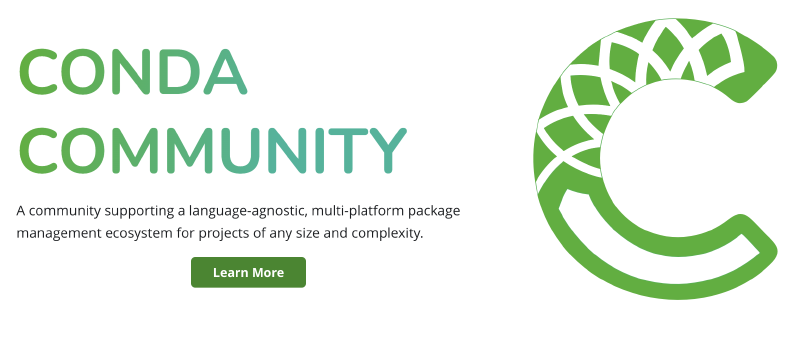 CONDA
COMMUNITY
A community supporting a language-agnostic, multi-platform package
management ecosystem for projects of any size and complexity.
Learn More